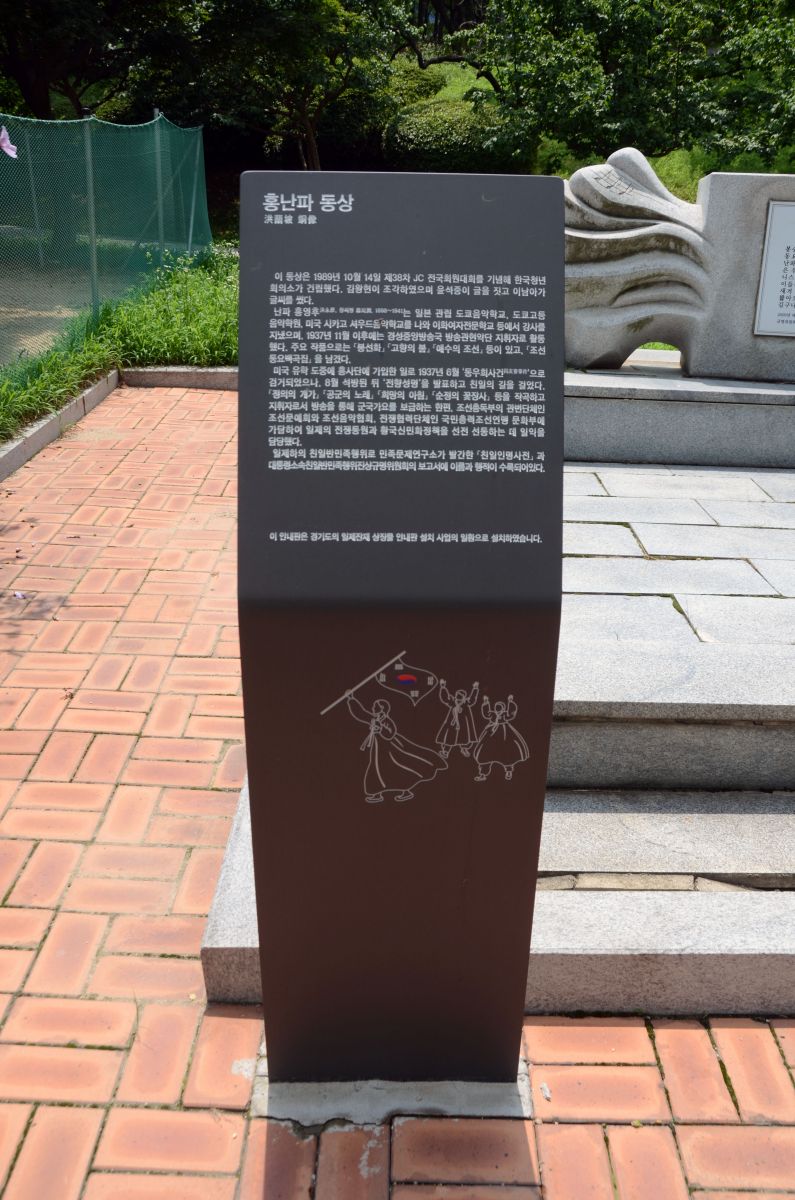 홍난파 동상
洪蘭坡 銅像
이 동상은 1989년 10월 14일 제38차 JC 전국회원대회를 기념해 한국청년
회의소가 건립했다. 김왕현이 조각하였으며 윤석중이 글을 짓고 이남아가
글씨를 썼다.
난파 홍영후는 일본 관립 도쿄음악학교, 도쿄고등
음악학원, 미국 시카고 셔우드음악학교를 나와 이화여자전문학교 등에서 강사를
지냈으며, 1937년 11월 이후에는 경성중앙방송국 방송관현악단 지휘자로 활동
했다. 주요 작품으로는 「봉선화」, 「고향의 봄」, 「애수의 조선」 등이 있고, 「조선
동요백곡집」을 남겼다.
미국 유학 도중에 흥사단에 가입한 일로 1937년 6월 '동우회사건'으로
검거되었으나, 8월 석방된 뒤 '전향성명'을 발표하고 친일의 길을 걸었다.
「정의의 개가」, 「공군의 노래」, 「희망의 아침」, 「순정의 꽃장사」 등을 작곡하고
지휘자로서 방송을 통해 군국가요를 보급하는 한편, 조선총독부의 관변단체인
조선문예회와 조선음악협회, 전쟁협력단체인 국민총력조선연맹 문화부에
가담하여 일제의 전쟁동원과 황국신민화정책을 선전 선동하는 데 일익을
담당했다.
일제하의 친일반민족행위로 민족문제연구소가 발간한 「친일인명사전」과
대통령소속친일반민족행위진상규명위원회의 보고서에 이름과 행적이 수록되어있다.
이 안내판은 경기도의 일제잔재 상징물 안내판 설치 사업의 일환으로 설치하였습니다.